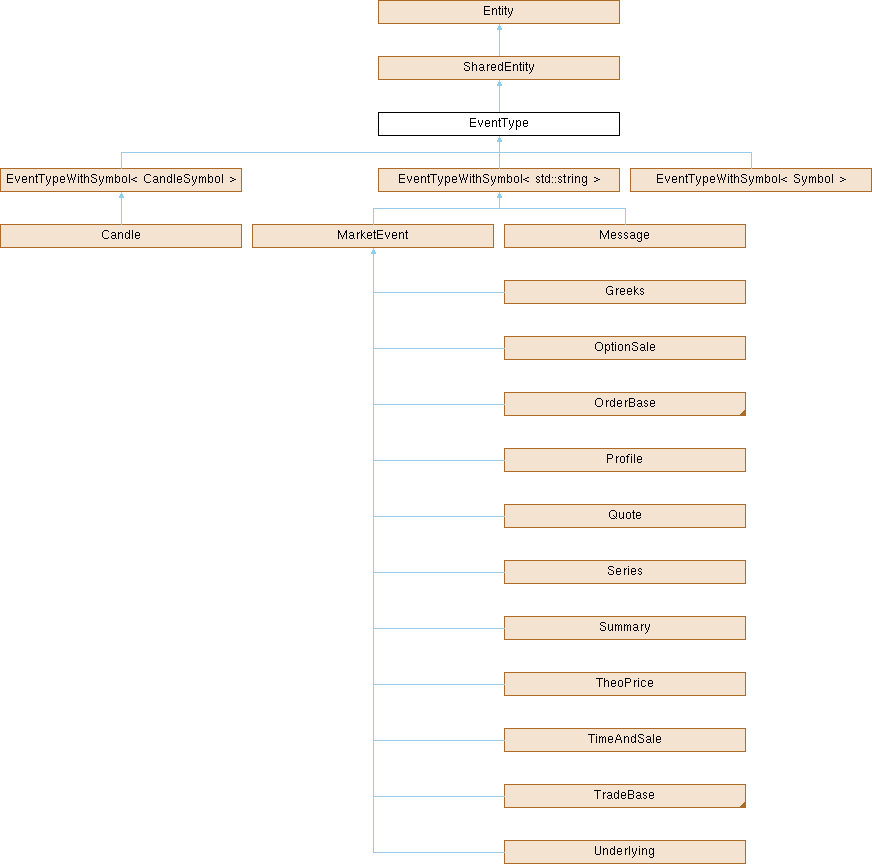 Entity
SharedEntity
EventType
EventTypeWithSymbol< CandleSymbol >
EventTypeWithSymbol< std::string >
EventTypeWithSymbol< Symbol >
Candle
MarketEvent
Message
Greeks
OptionSale
OrderBase
Profile
Quote
Series
Summary
TheoPrice
TimeAndSale
TradeBase
Underlying